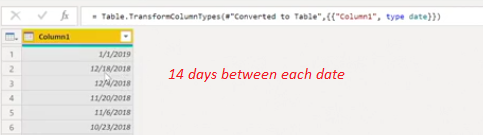 = Table.TransformColumnTypes(#"Converted to Table",{{"Column1", type date}})
Column1
1 1/1/2019
2 12/18/2018
3 12/4/2018
4 11/20/2018
5 11/6/2018
6 10/23/2018
14 days between each date